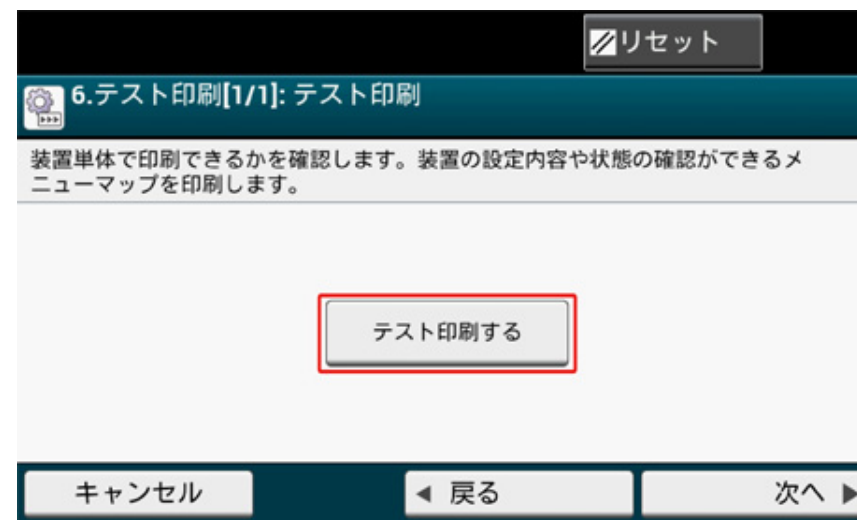 リセット
6.テスト印刷[1/1]: テスト印刷
装置単体で印刷できるかを確認します。装置の設定内容や状態の確認ができるメ
ニューマップを印刷します。
テスト印刷する
キャンセル
◀ 戻る
次へ ▶